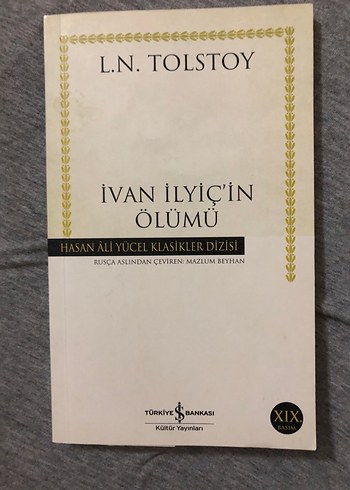 L.N. TOLSTOY
İVAN İLYİÇ'İN
ÖLÜMÜ
HASAN ÂLİ YÜCEL KLASİKLER DİZİSİ
RUSÇA ASLINDAN ÇEVİREN: MAZLUM BEYHAN
TÜRKİYE İŞ BANKASI
Kültür Yayınları
XIX.
BASIM